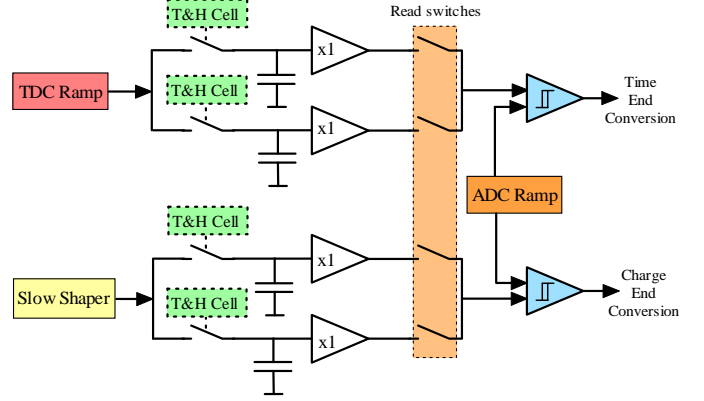 T&H Cell
Read switches
x1
TDC Ramp
T&H Cell
Time
End
Conversion
x1
ADC Ramp
T&H Cell
x1
Slow Shaper
T&H Cell
Charge
End
Conversion
x1